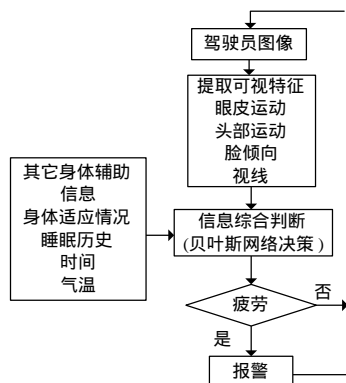 驾驶员图像
提取可视特征
眼皮运动
头部运动
脸倾向
视线
其它身体辅助
信息
身体适应情况
睡眠历史
时间
气温
信息综合判断
(贝叶斯网络决策)
疲劳
否
是
报警